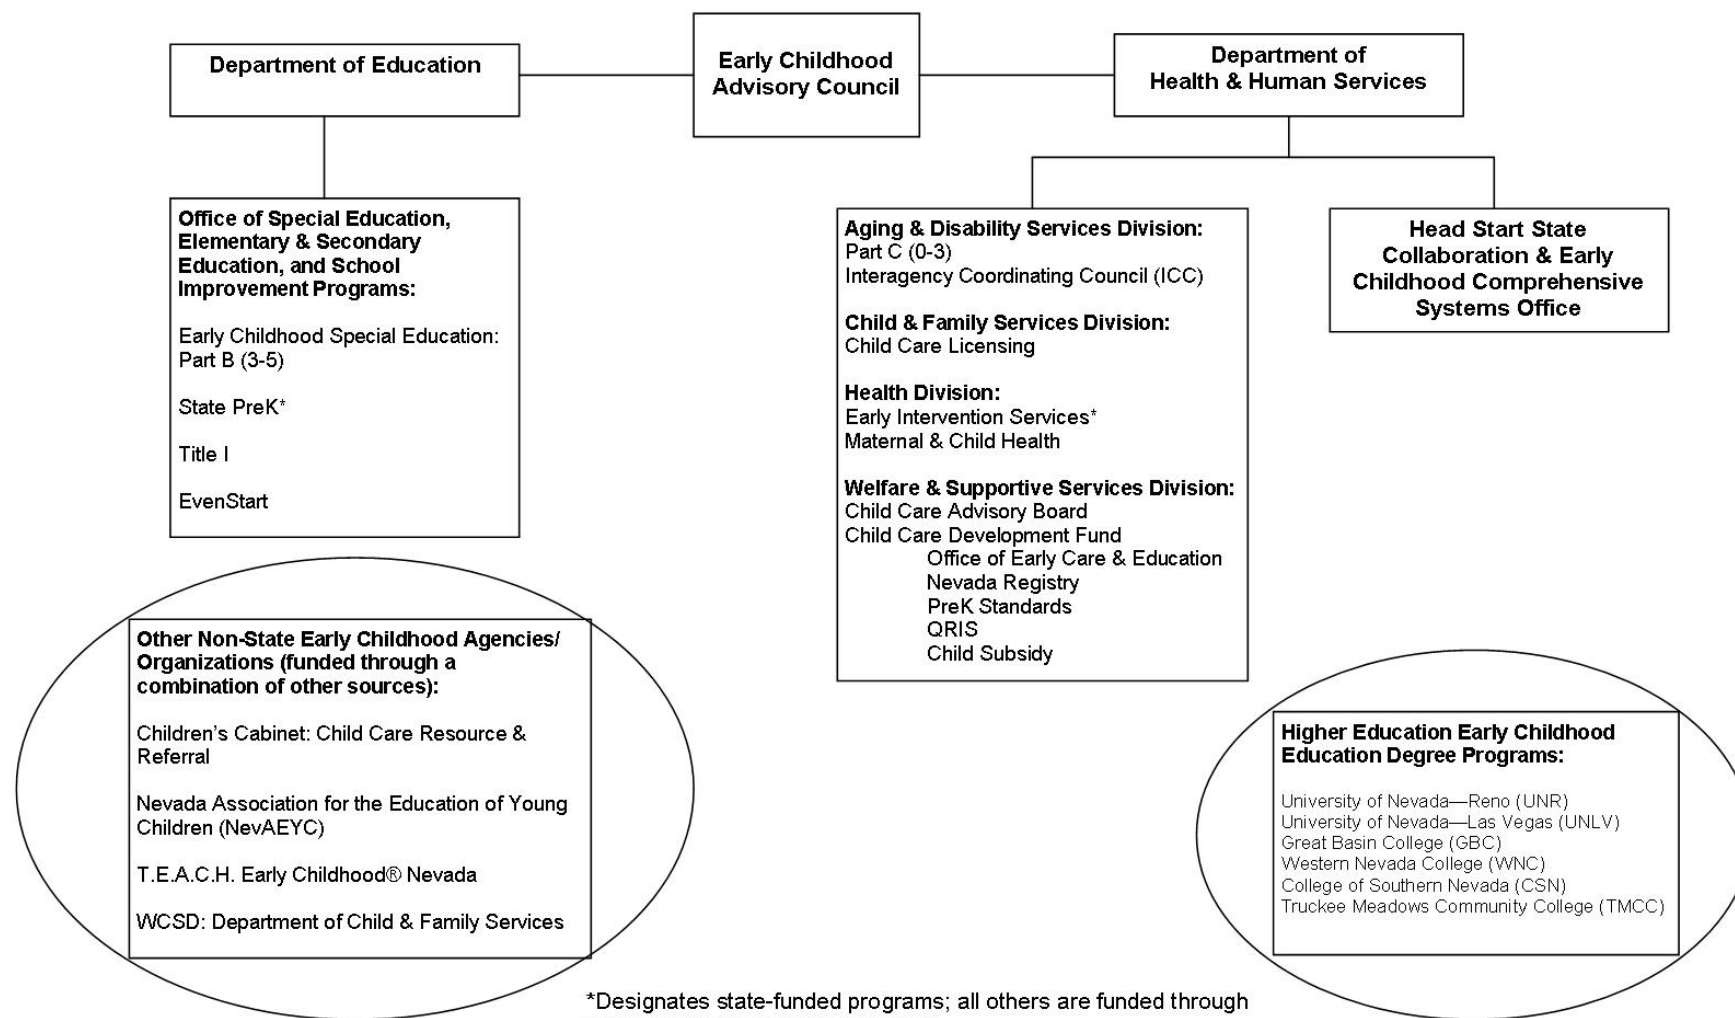 Department of Education
Early Childhood
Advisory Council
Department of
Health & Human Services
Office of Special Education,
Elementary & Secondary
Education, and School
Improvement Programs:
Early Childhood Special Education:
Part B (3-5)
State PreK*
Title I
EvenStart
Aging & Disability Services Division:
Part C (0-3)
Interagency Coordinating Council (ICC)
Child & Family Services Division:
Child Care Licensing
Health Division:
Early Intervention Services*
Maternal & Child Health
Welfare & Supportive Services Division:
Child Care Advisory Board
Child Care Development Fund
Office of Early Care & Education
Nevada Registry
PreK Standards
QRIS
Child Subsidy
Head Start State
Collaboration & Early
Childhood Comprehensive
Systems Office
Other Non-State Early Childhood Agencies/
Organizations (funded through a
combination of other sources):
Children’s Cabinet: Child Care Resource &
Referral
Nevada Association for the Education of Young
Children (NevAEYC)
T.E.A.C.H. Early Childhood® Nevada
WCSD: Department of Child & Family Services
Higher Education Early Childhood
Education Degree Programs:
University of Nevada—Reno (UNR)
University of Nevada—Las Vegas (UNLV)
Great Basin College (GBC)
Western Nevada College (WNC)
College of Southern Nevada (CSN)
Truckee Meadows Community College (TMCC)
*Designates state-funded programs; all others are funded through